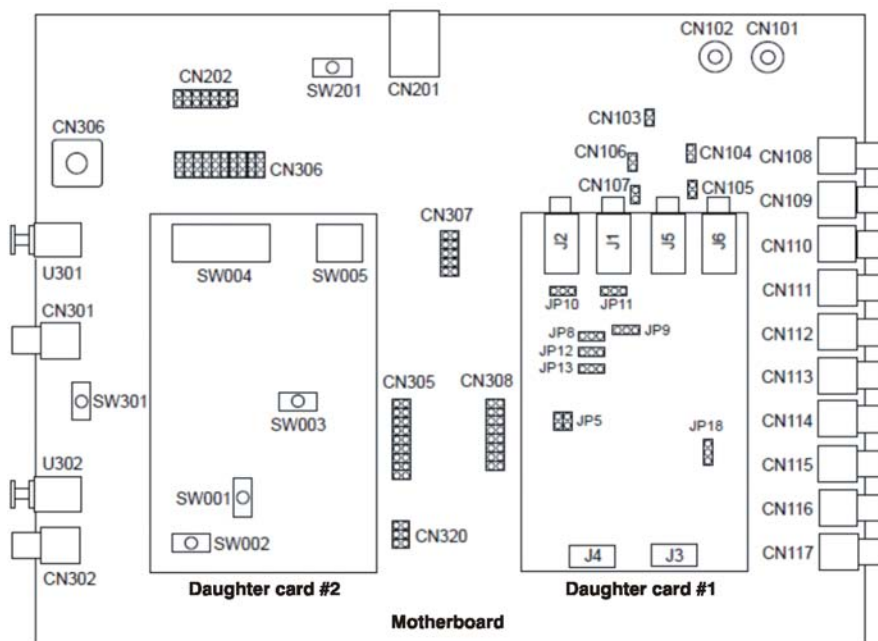 CN102 CN101
CN202
SW201
CN201
CN103
CN306
CN306
CN106
CN104
CN108
CN107
CN105
CN109
CN307
J2
J1
J5
J6
CN110
U301
SW004
SW005
CN111
CN301
JP10
JP11
JP8
JP9
CN112
JP12
JP13
CN113
CN305
CN308
SW301
SW003
JP5
JP18
CN114
U302
CN115
SW001
CN116
SW002
CN320
J4
J3
CN117
CN302
Daughter card #2
Daughter card #1
Motherboard